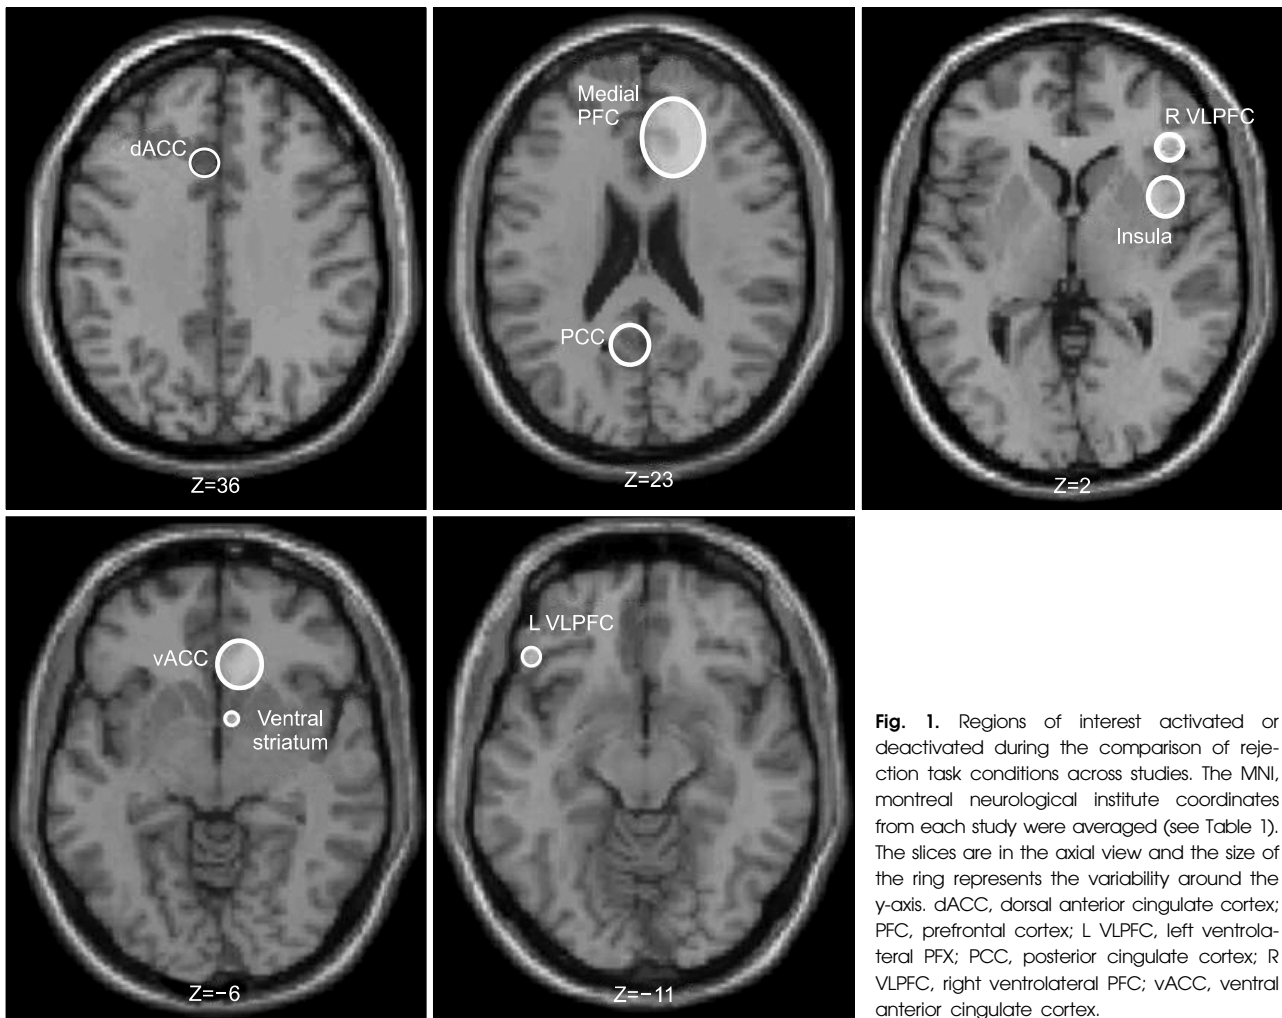 dACC
Z=36
Medial
PFC
PCC
Z=23
R VLPFC
Insula
Z=2
vACC
Ventral
striatum
Z=−6
L VLPFC
Z=−11
Fig. 1. Regions of interest activated or
deactivated during the comparison of reje-
ction task conditions across studies. The MNI,
montreal neurological institute coordinates
from each study were averaged (see Table 1).
The slices are in the axial view and the size of
the ring represents the variability around the
y-axis. dACC, dorsal anterior cingulate cortex;
PFC, prefrontal cortex; L VLPFC, left ventrola-
teral PFX; PCC, posterior cingulate cortex; R
VLPFC, right ventrolateral PFC; vACC, ventral
anterior cingulate cortex.